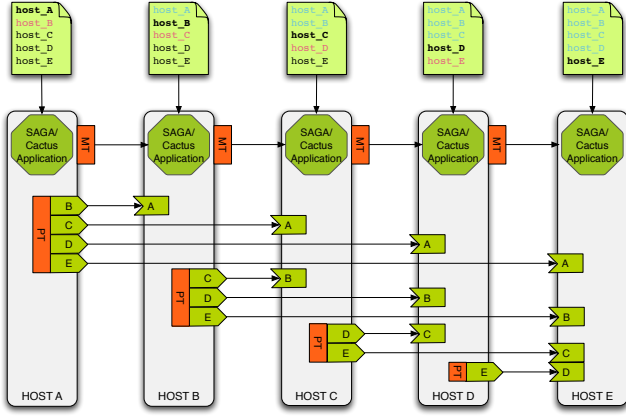 host_A
host_B
host_C
host_D
host_E
host_A
host_B
host_C
host_D
host_E
host_A
host_B
host_C
host_D
host_E
host_A
host_B
host_C
host_D
host_E
host_A
host_B
host_C
host_D
host_E
SAGA/
Cactus
Application
MT
SAGA/
Cactus
Application
MT
SAGA/
Cactus
Application
MT
SAGA/
Cactus
Application
MT
SAGA/
Cactus
Application
PT
B
A
C
A
D
A
E
A
PT
C
B
D
B
E
B
PT
D
C
E
C
PT
E
D
HOST A
HOST B
HOST C
HOST D
HOST E